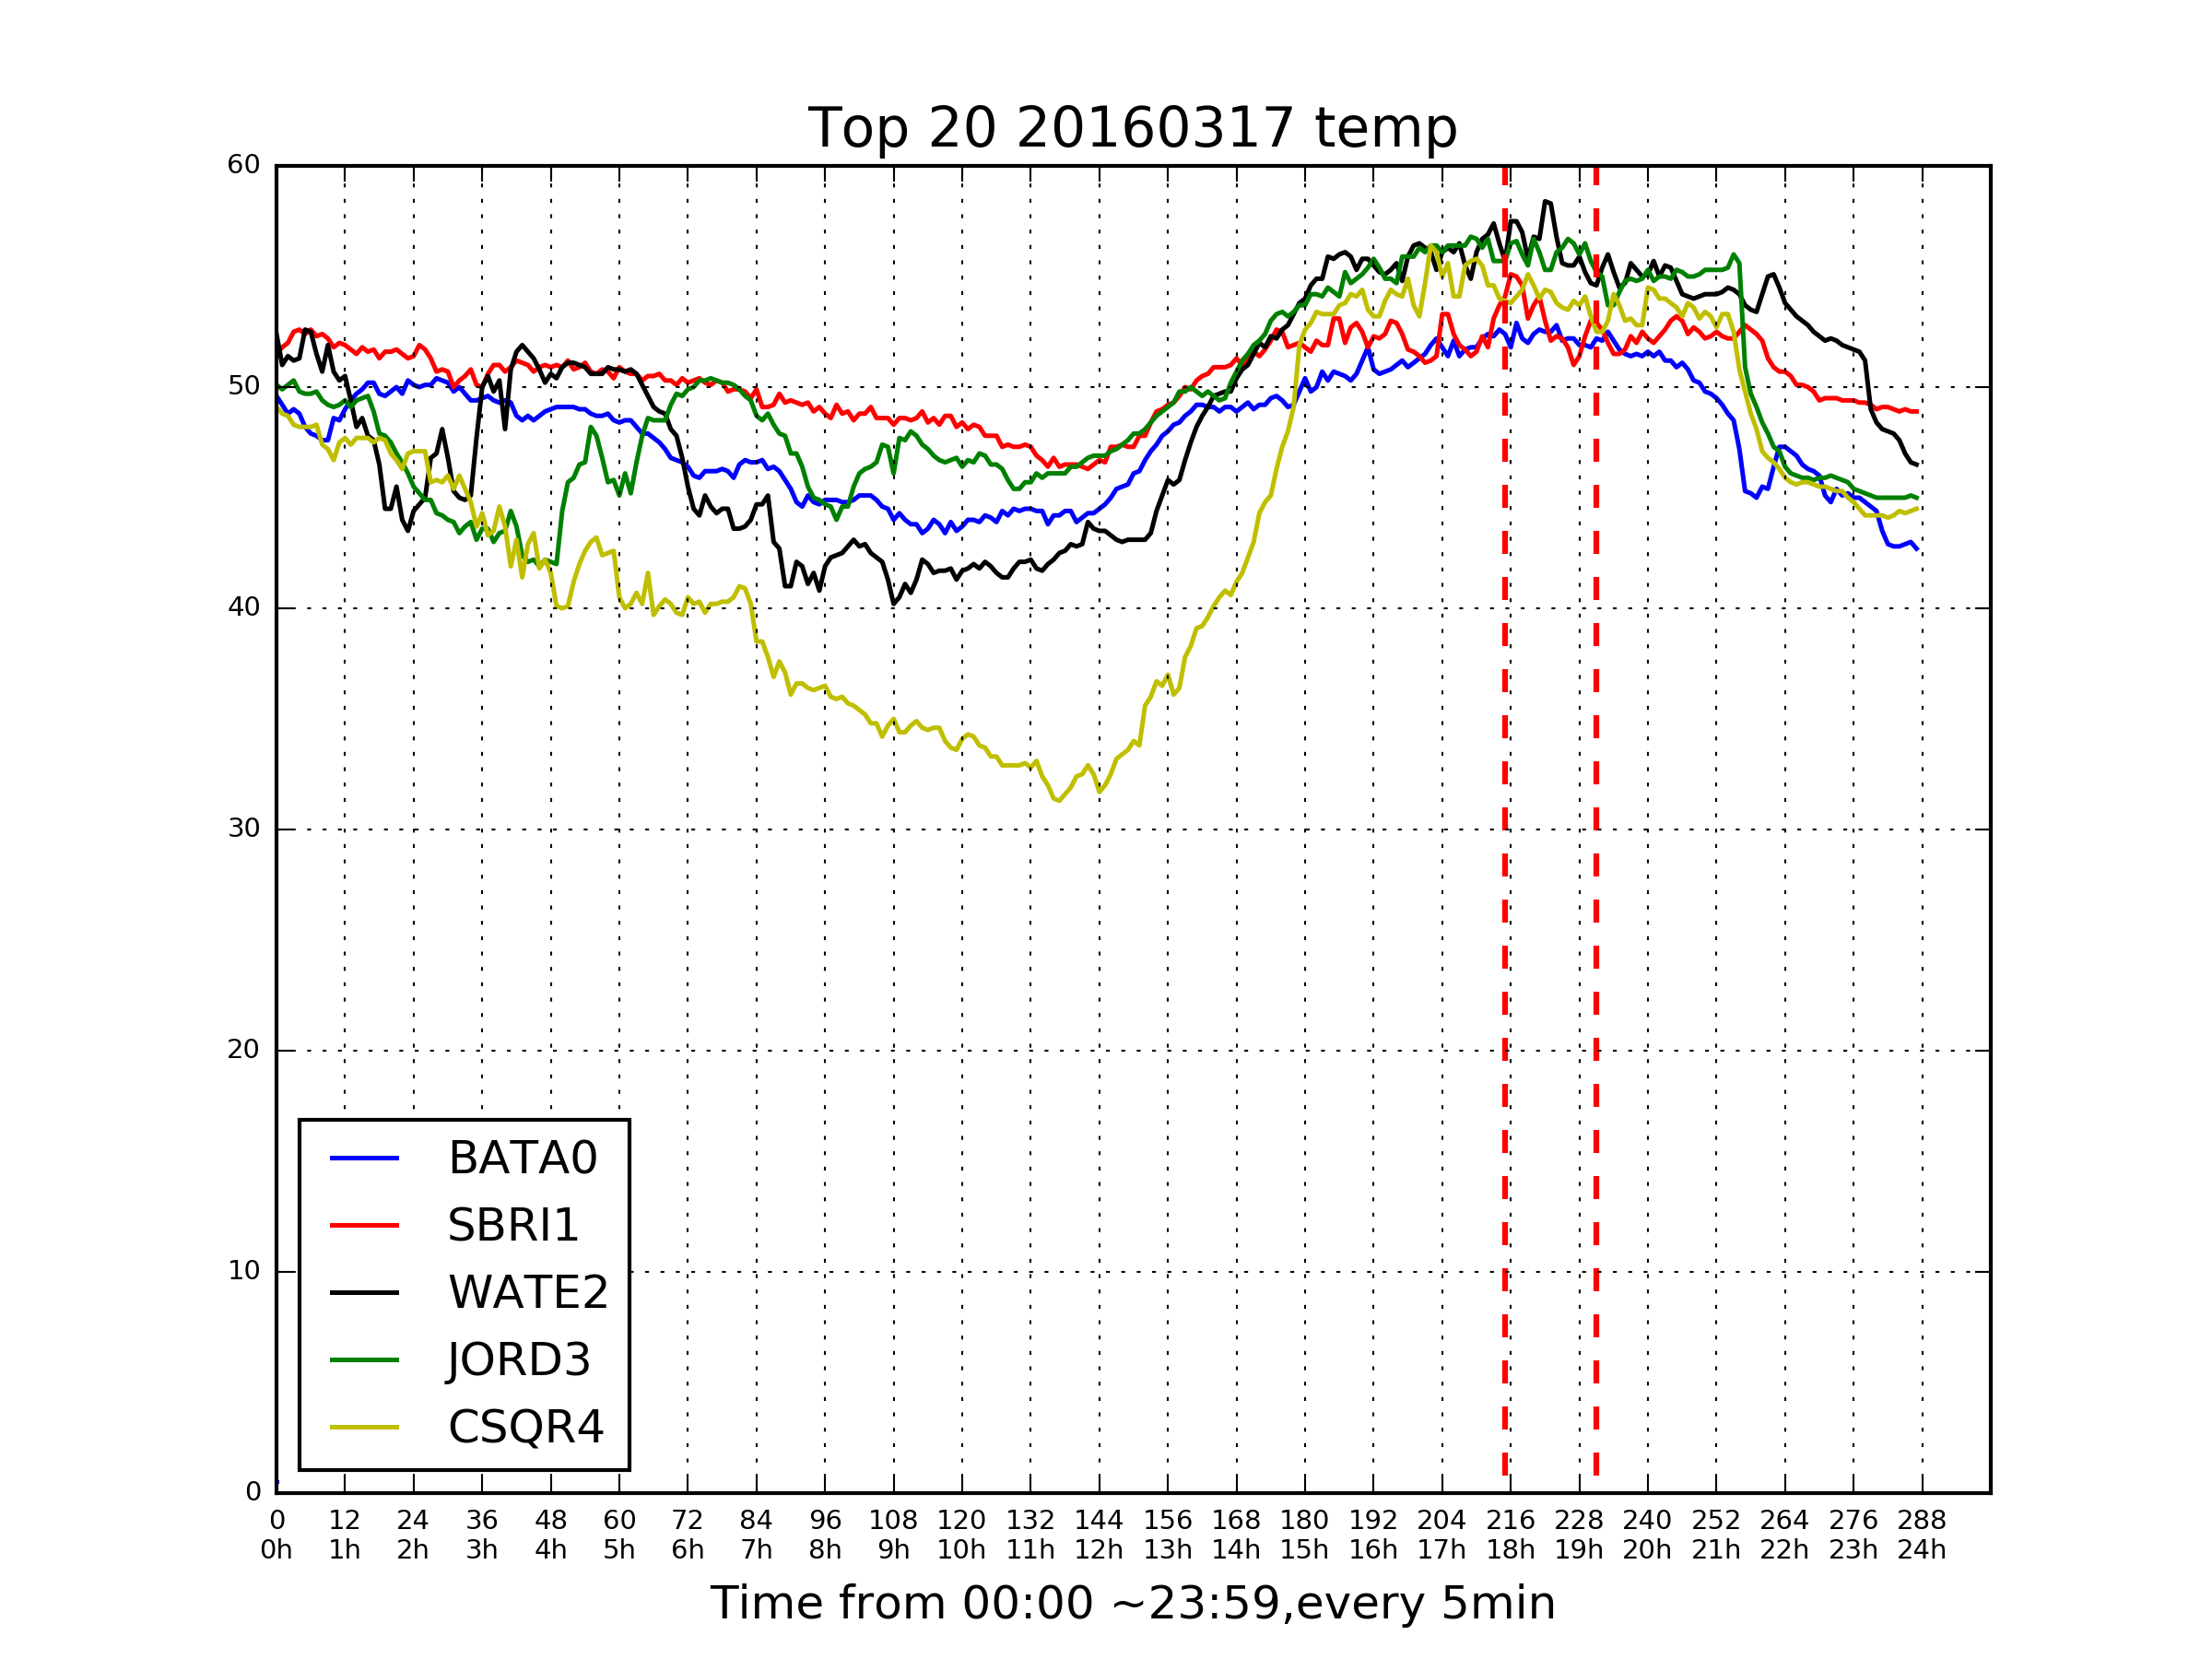 Top 20 20160317 temp
60
50
40
30
20
10
0
BATA0
SBRI1
WATE2
JORD3
CSQR4
0 12 24 36 48 60 72 84 96 108 120 132 144 156 168 180 192 204 216 228 240 252 264 276 288
0h 1h 2h 3h 4h 5h 6h 7h 8h 9h 10h 11h 12h 13h 14h 15h 16h 17h 18h 19h 20h 21h 22h 23h 24h
Time from 00:00 ~23:59,every 5min